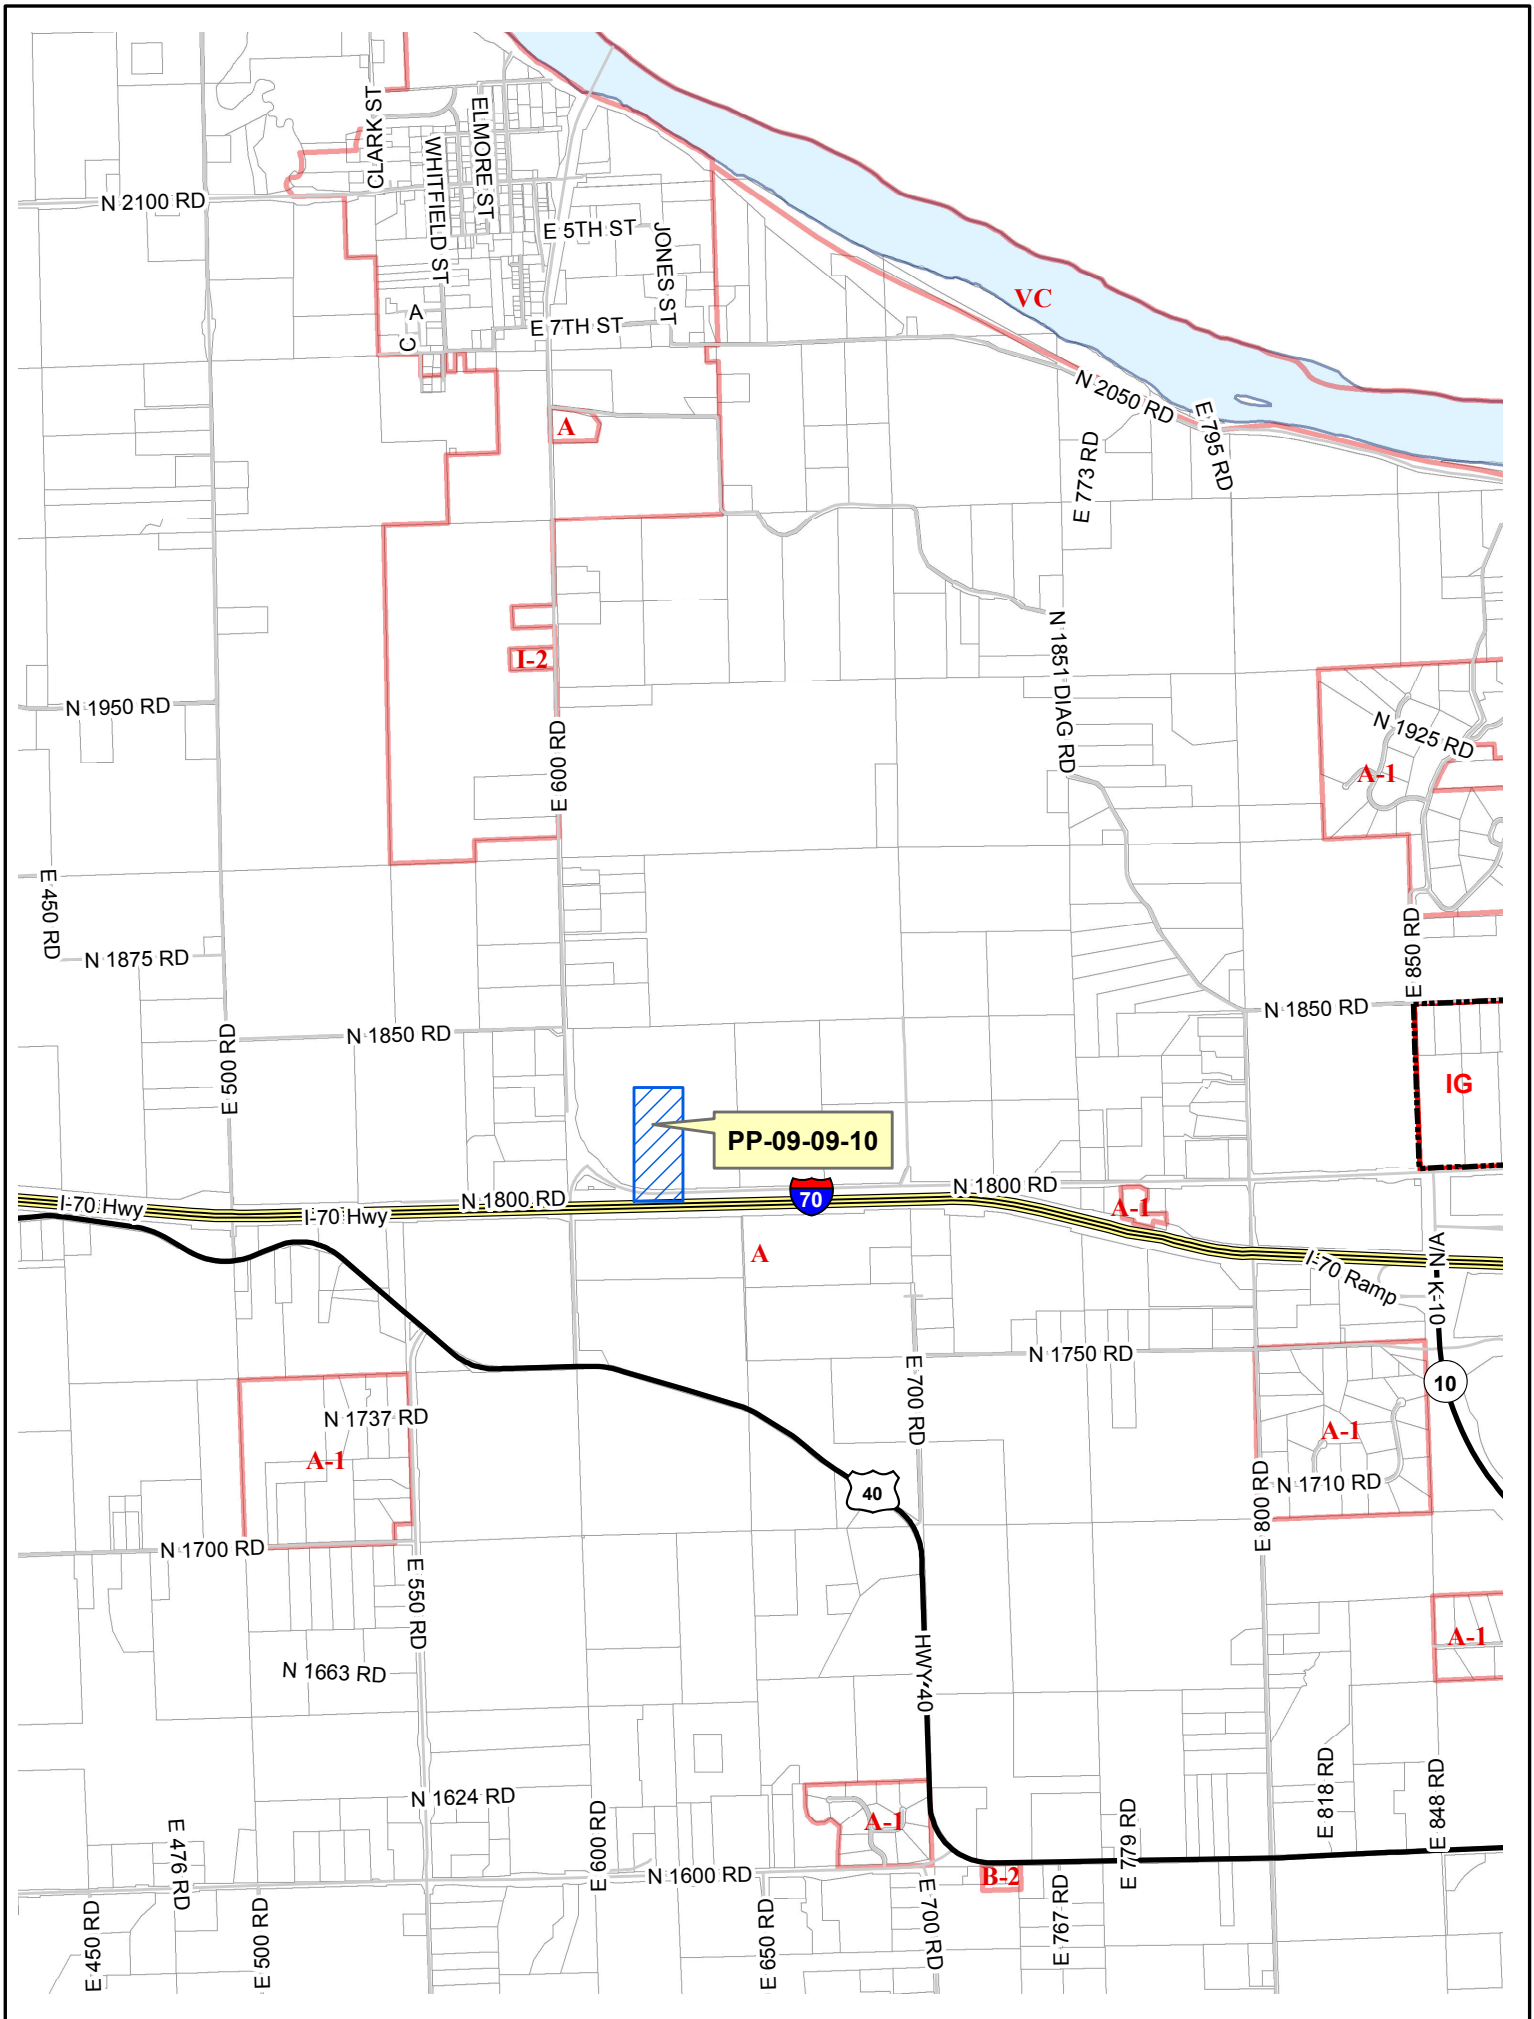 CLARK ST
ELMORE ST
WHITFIELD ST
N 2100 RD
E 5TH ST
JONES ST
VC
A
E 7TH ST
C
N 2050 RD
E 795 RD
A
E 773 RD
N 1851 DIAG RD
I-2
N 1950 RD
N 1925 RD
E 600 RD
A-1
E 450 RD
E 850 RD
N 1875 RD
N 1850 RD
N 1850 RD
E 500 RD
IG
PP-09-09-10
N 1800 RD
70
N 1800 RD
I-70 Hwy
I-70 Hwy
A-1
A
I-70 Ramp
A/N K-10
N 1750 RD
E 700 RD
10
N 1737 RD
A-1
A-1
N 1710 RD
40
E 800 RD
N 1700 RD
E 550 RD
HWY 40
A-1
N 1663 RD
N 1624 RD
E 818 RD
E 848 RD
A-1
E 779 RD
E 476 RD
E 600 RD
N 1600 RD
B-2
E 450 RD
E 500 RD
E 650 RD
E 700 RD
E 767 RD